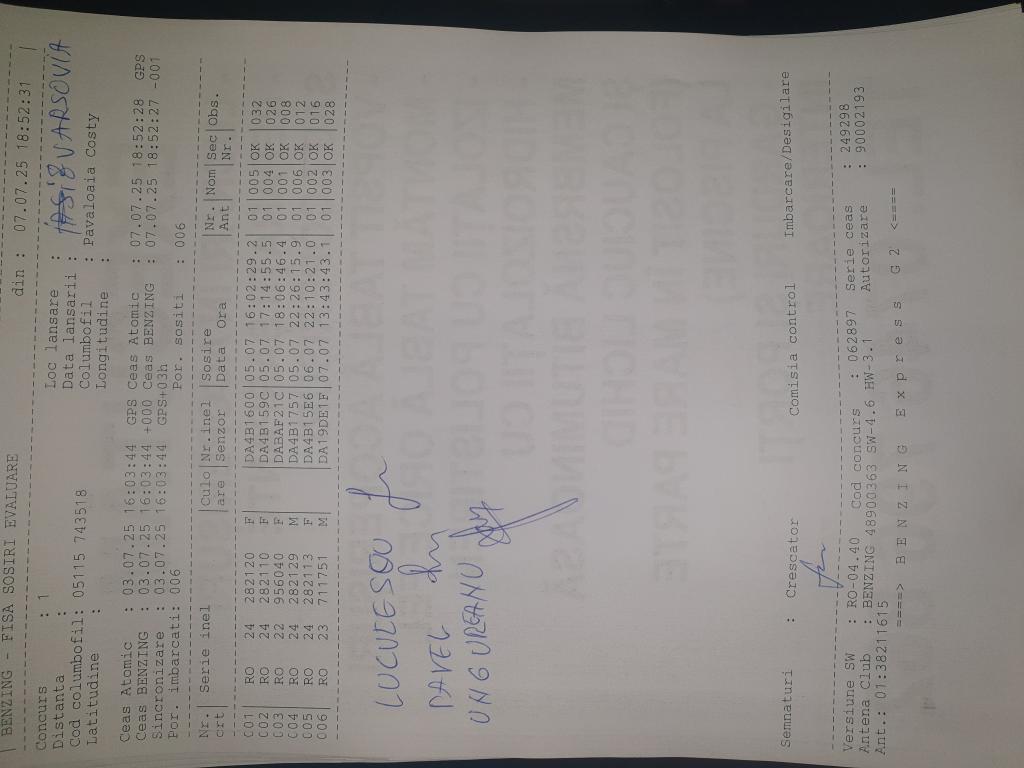 BENZING - FISA SOSIRI EVALUARE din : 07.07.25 18:52:31
Concurs : 1 Loc lansare : VARSOVIA
Distanta : Data lansarii :
Cod columbofil: 05115 743518 Columbofil : Pavaloaia Costy
Latitudine : Longitudine :
Ceas Atomic : 03.07.25 16:03:44 GPS Ceas Atomic : 07.07.25 18:52:28 GPS
Ceas BENZING : 03.07.25 16:03:44 +000 Ceas BENZING : 07.07.25 18:52:27 -001
Sincronizare : 03.07.25 16:03:44 GPS+03h
Por. imbarcati: 006 Por. sositi : 006
Nr.| Serie inel |Culo|Nr.inel |Sosire |Nr. |Nom|Sec|Obs.
crt| |are |Senzor |Data Ora |Ant| |Nr.|
001| RO 24 282120 F| |DA4B1600|05.07 16:02:29.2| 01|005|OK |032
002| RO 24 282110 F| |DA4B159C|05.07 17:14:55.5| 01|004|OK |026
003| RO 22 956040 F| |DABAF21C|05.07 18:06:46.4| 01|001|OK |008
004| RO 24 282129 M| |DA4B1757|05.07 22:26:15.9| 01|006|OK |012
005| RO 24 282113 F| |DA4B15E6|06.07 22:10:21.0| 01|002|OK |016
006| RO 23 711751 M| |DA19DE1F|07.07 13:43:43.1| 01|003|OK |028
LUCULESCU
PAVEL
UNGUREANU
Semnaturi : Crescator Comisia control Imbarcare/Desigilare
Versiune SW : RO-04.40 Cod concurs : 062897 Serie ceas : 249298
Antena Club : BENZING 48900363 SW-4.6 HW-3.1 Autorizare : 90002193
Ant.: 01:38211615
====> B E N Z I N G E x p r e s s G 2 <====